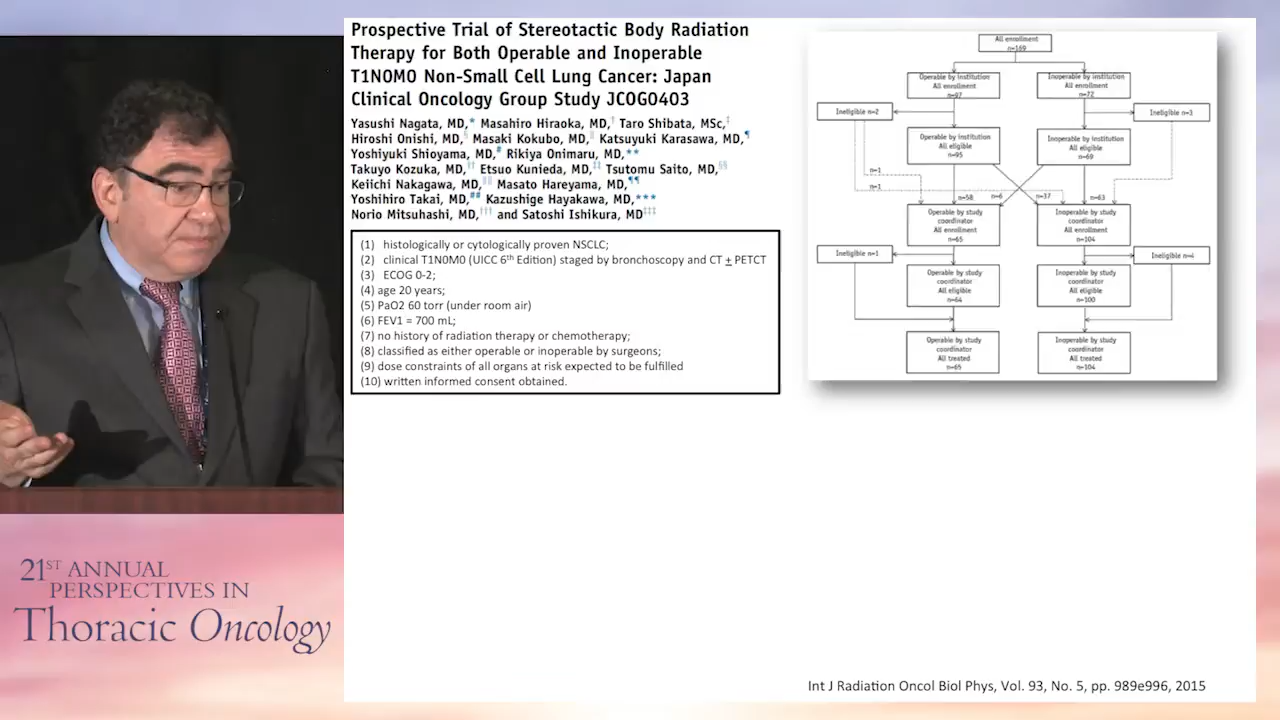 Prospective Trial of Stereotactic Body Radiation
Therapy for Both Operable and Inoperable
T1N0M0 Non-Small Cell Lung Cancer: Japan
Clinical Oncology Group Study JCOG0403
Yasushi Nagata, MD,* Masahiro Hiraoka, MD,† Taro Shibata, MSc,‡
Hiroshi Onishi, MD,§ Masaki Kokubo, MD,‖ Katsuyuki Karasawa, MD,¶
Yoshiyuki Shioyama, MD,# Rikiya Onimaru, MD,**
Takuyo Kozuka, MD,†† Etsuo Kunieda, MD,‡‡ Tsutomu Saito, MD,§§
Keiichi Nakagawa, MD,‖‖ Masato Hareyama, MD,¶¶
Yoshihiro Takai, MD,## Kazushige Hayakawa, MD,***
Norio Mitsuhashi, MD,††† and Satoshi Ishikura, MD‡‡‡
(1) histologically or cytologically proven NSCLC;
(2) clinical T1N0M0 (UICC 6th Edition) staged by bronchoscopy and CT ± PETCT
(3) ECOG 0-2;
(4) age 20 years;
(5) PaO2 60 torr (under room air)
(6) FEV1 = 700 mL;
(7) no history of radiation therapy or chemotherapy;
(8) classified as either operable or inoperable by surgeons;
(9) dose constraints of all organs at risk expected to be fulfilled
(10) written informed consent obtained.
All enrollment
n=169
Operable by institution
All enrollment
n=97
Inoperable by institution
All enrollment
n=72
Ineligible n=2
Ineligible n=3
Operable by institution
All eligible
n=95
Inoperable by institution
All eligible
n=69
n=1
n=1
n=58
n=6
n=37
n=63
Operable by study
coordinator
All enrollment
n=65
Inoperable by study
coordinator
All enrollment
n=104
Ineligible n=1
Ineligible n=4
Operable by study
coordinator
All eligible
n=64
Inoperable by study
coordinator
All eligible
n=100
Operable by study
coordinator
All treated
n=65
Inoperable by study
coordinator
All treated
n=104
21ST ANNUAL
PERSPECTIVES IN
Thoracic Oncology
Int J Radiation Oncol Biol Phys, Vol. 93, No. 5, pp. 989e996, 2015